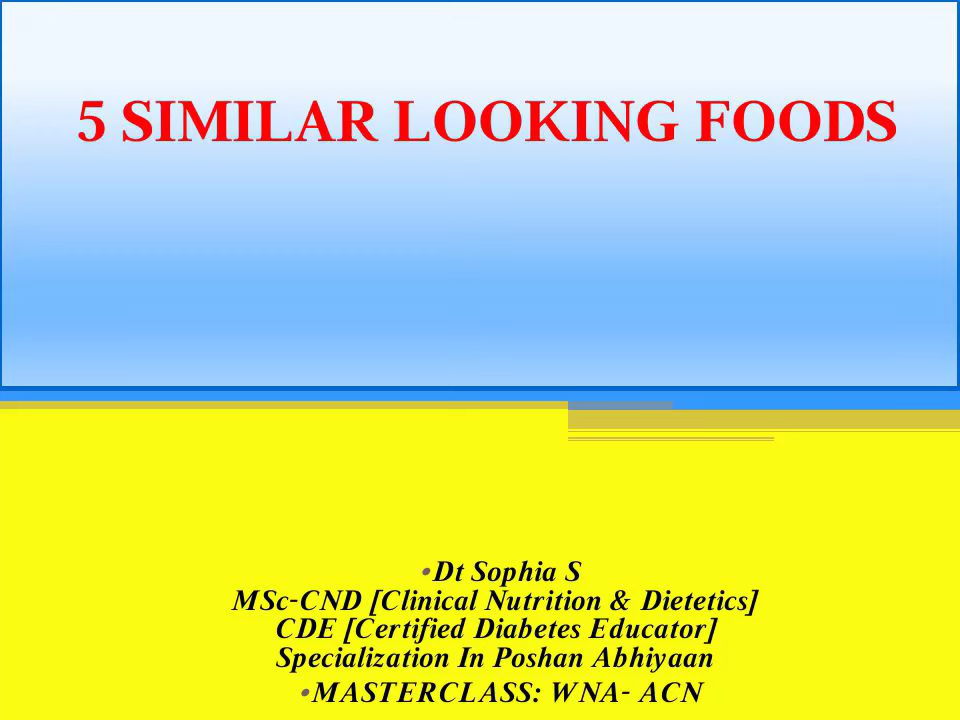 5 SIMILAR LOOKING FOODS
•Dt Sophia S
MSc-CND [Clinical Nutrition & Dietetics]
CDE [Certified Diabetes Educator]
Specialization In Poshan Abhiyaan
•MASTERCLASS: WNA- ACN